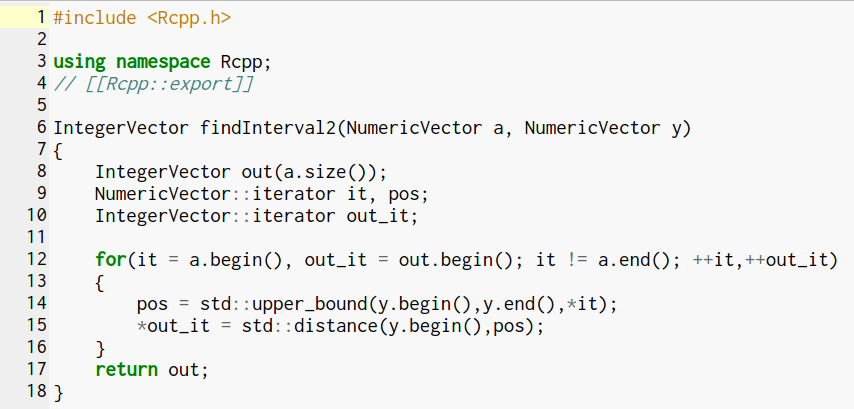 1 #include <Rcpp.h>
2
3 using namespace Rcpp;
4 // [[Rcpp::export]]
5
6 IntegerVector findInterval2(NumericVector a, NumericVector y)
7 {
8     IntegerVector out(a.size());
9     NumericVector::iterator it, pos;
10     IntegerVector::iterator out_it;
11
12     for(it = a.begin(), out_it = out.begin(); it != a.end(); ++it,++out_it)
13     {
14         pos = std::upper_bound(y.begin(),y.end(),*it);
15         *out_it = std::distance(y.begin(),pos);
16     }
17     return out;
18 }